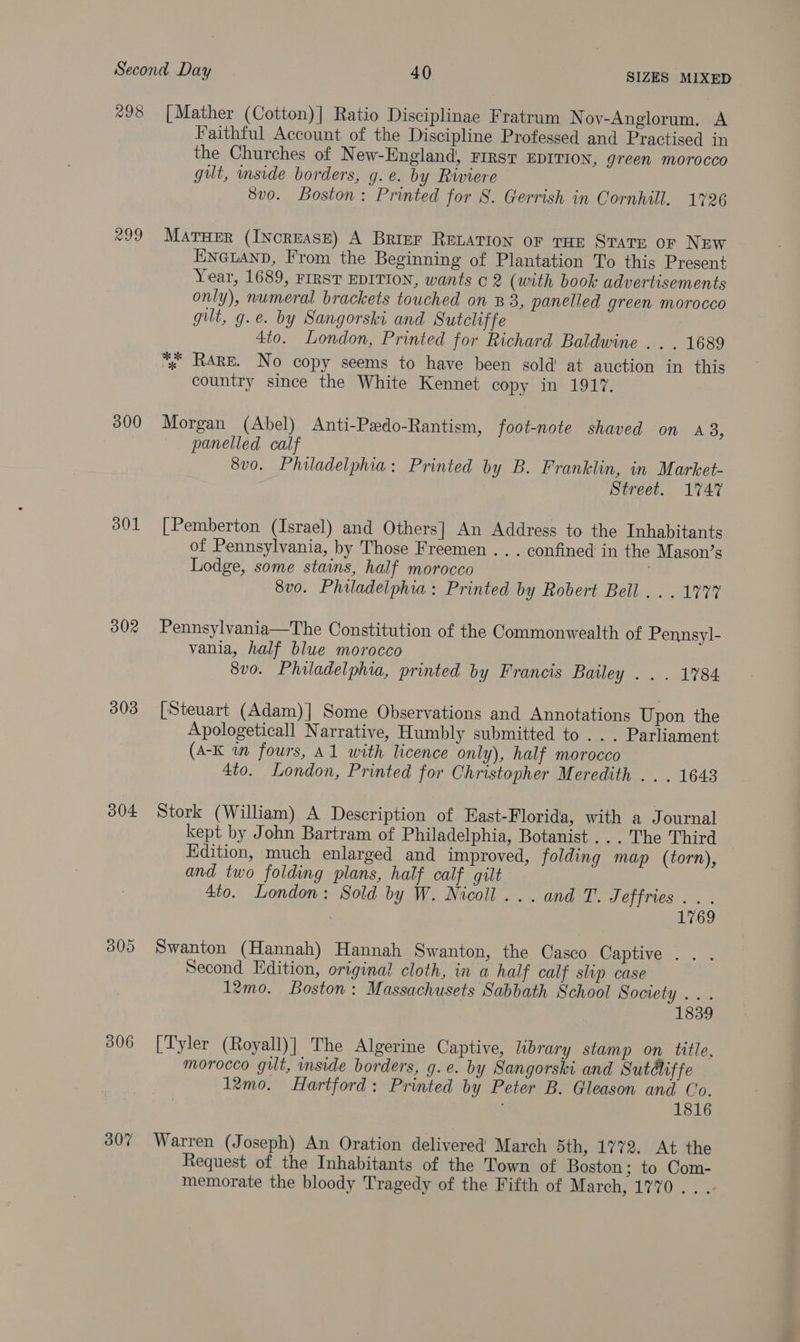 Second Day 40 SIZES MIXED
298 [Mather (Cotton)] Ratio Disciplinae Fratrum Nov-Anglorum. A
Faithful Account of the Discipline Professed and Practised in
the Churches of New-England, FIRST EDITION, green morocco
gilt, inside borders, g. e. by Riviere
8vo. Boston: Printed for S. Gerrish in Cornhill. 1726
299 MATHER (INCREASE) A BRIEF RELATION OF THE STATE OF NEW
ENGLAND, From the Beginning of Plantation To this Present
Year, 1689, FIRST EDITION, wants C 2 (with book advertisements
only), numeral brackets touched on B 3, panelled green morocco
gilt, g. e. by Sangorski and Sutcliffe
4to. London, Printed for Richard Baldwine . . . 1689
*** RARE. No copy seems to have been sold at auction in this
country since the White Kennet copy in 1917.
300 Morgan (Abel) Anti-Pædo-Rantism, foot-note shaved on A 3,
panelled calf
8vo. Philadelphia: Printed by B. Franklin, in Market-
Street. 1747
301 [Pemberton (Israel) and Others] An Address to the Inhabitants
of Pennsylvania, by Those Freemen . . . confined in the Mason's
Lodge, some stains, half morocco
8vo. Philadelphia: Printed by Robert Bell . . . 1777
302 Pennsylvania—The Constitution of the Commonwealth of Pennsyl-
vania, half blue morocco
8vo. Philadelphia, printed by Francis Bailey . . . 1784
303 [Steuart (Adam)] Some Observations and Annotations Upon the
Apologeticall Narrative, Humbly submitted to . . . Parliament
(A-K in fours, A 1 with licence only), half morocco
4to. London, Printed for Christopher Meredith . . . 1643
304 Stork (William) A Description of East-Florida, with a Journal
kept by John Bartram of Philadelphia, Botanist . . . The Third
Edition, much enlarged and improved, folding map (torn),
and two folding plans, half calf gilt
4to. London: Sold by W. Nicoll . . . and T. Jeffries . . .
1769
305 Swanton (Hannah) Hannah Swanton, the Casco Captive . . .
Second Edition, original cloth, in a half calf slip case
12mo. Boston: Massachusets Sabbath School Society . . .
1839
306 [Tyler (Royall)] The Algerine Captive, library stamp on title,
morocco gilt, inside borders, g. e. by Sangorski and Sutcliffe
12mo. Hartford: Printed by Peter B. Gleason and Co.
1816
307 Warren (Joseph) An Oration delivered March 5th, 1772. At the
Request of the Inhabitants of the Town of Boston; to Com-
memorate the bloody Tragedy of the Fifth of March, 1770 . . .